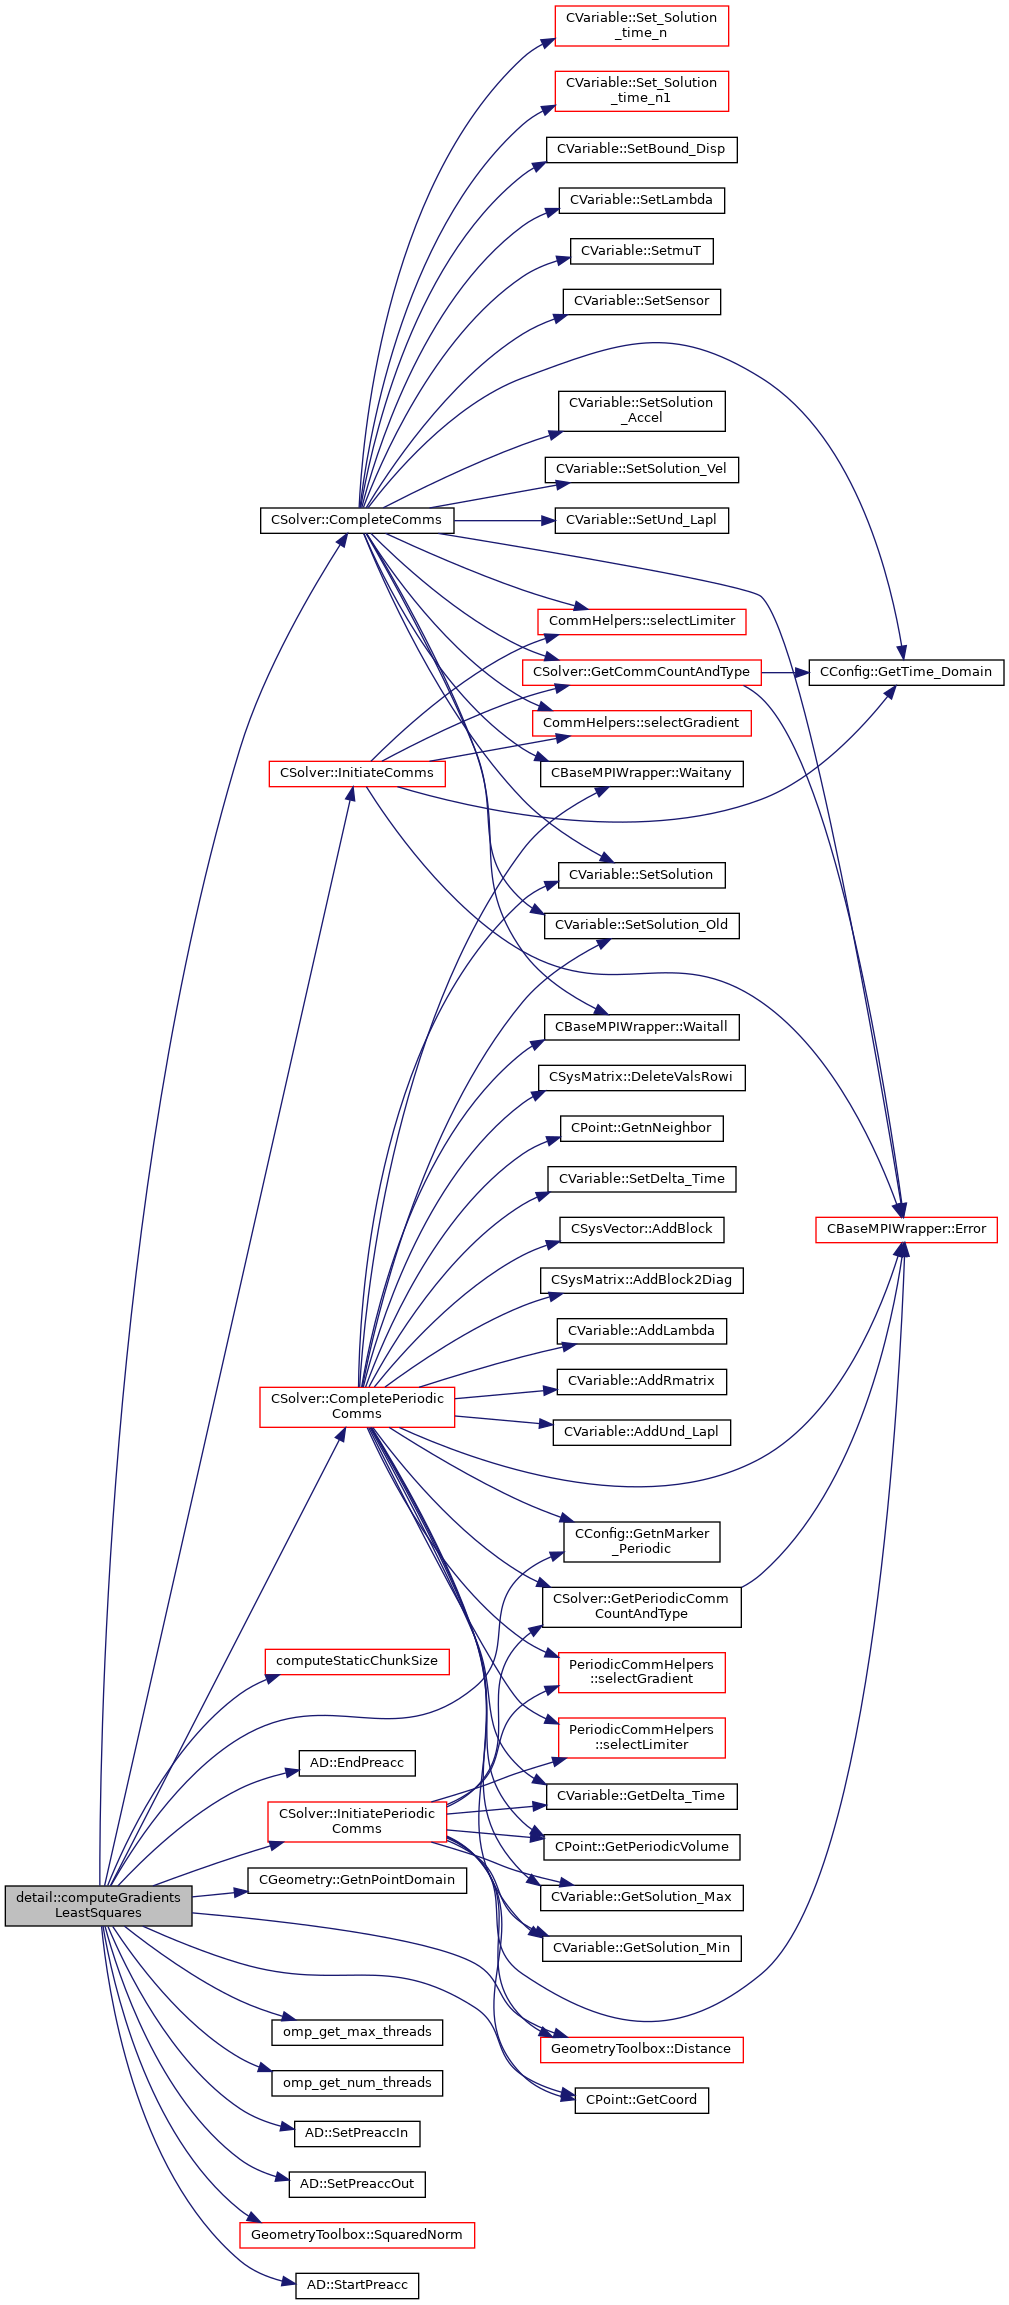 CVariable::Set_Solution
_time_n
CVariable::Set_Solution
_time_n1
CVariable::SetBound_Disp
CVariable::SetLambda
CVariable::SetmuT
CVariable::SetSensor
CVariable::SetSolution
_Accel
CVariable::SetSolution_Vel
CSolver::CompleteComms
CVariable::SetUnd_Lapl
CommHelpers::selectLimiter
CSolver::GetCommCountAndType
CConfig::GetTime_Domain
CommHelpers::selectGradient
CSolver::InitiateComms
CBaseMPIWrapper::Waitany
CVariable::SetSolution
CVariable::SetSolution_Old
CBaseMPIWrapper::Waitall
CSysMatrix::DeleteValsRowi
CPoint::GetnNeighbor
CVariable::SetDelta_Time
CSysVector::AddBlock
CBaseMPIWrapper::Error
CSysMatrix::AddBlock2Diag
CVariable::AddLambda
CVariable::AddRmatrix
CSolver::CompletePeriodic
Comms
CVariable::AddUnd_Lapl
CConfig::GetnMarker
_Periodic
CSolver::GetPeriodicComm
CountAndType
computeStaticChunkSize
PeriodicCommHelpers
::selectGradient
PeriodicCommHelpers
::selectLimiter
AD::EndPreacc
CVariable::GetDelta_Time
CSolver::InitiatePeriodic
Comms
CPoint::GetPeriodicVolume
CGeometry::GetnPointDomain
detail::computeGradients
LeastSquares
CVariable::GetSolution_Max
CVariable::GetSolution_Min
omp_get_max_threads
GeometryToolbox::Distance
omp_get_num_threads
CPoint::GetCoord
AD::SetPreaccIn
AD::SetPreaccOut
GeometryToolbox::SquaredNorm
AD::StartPreacc